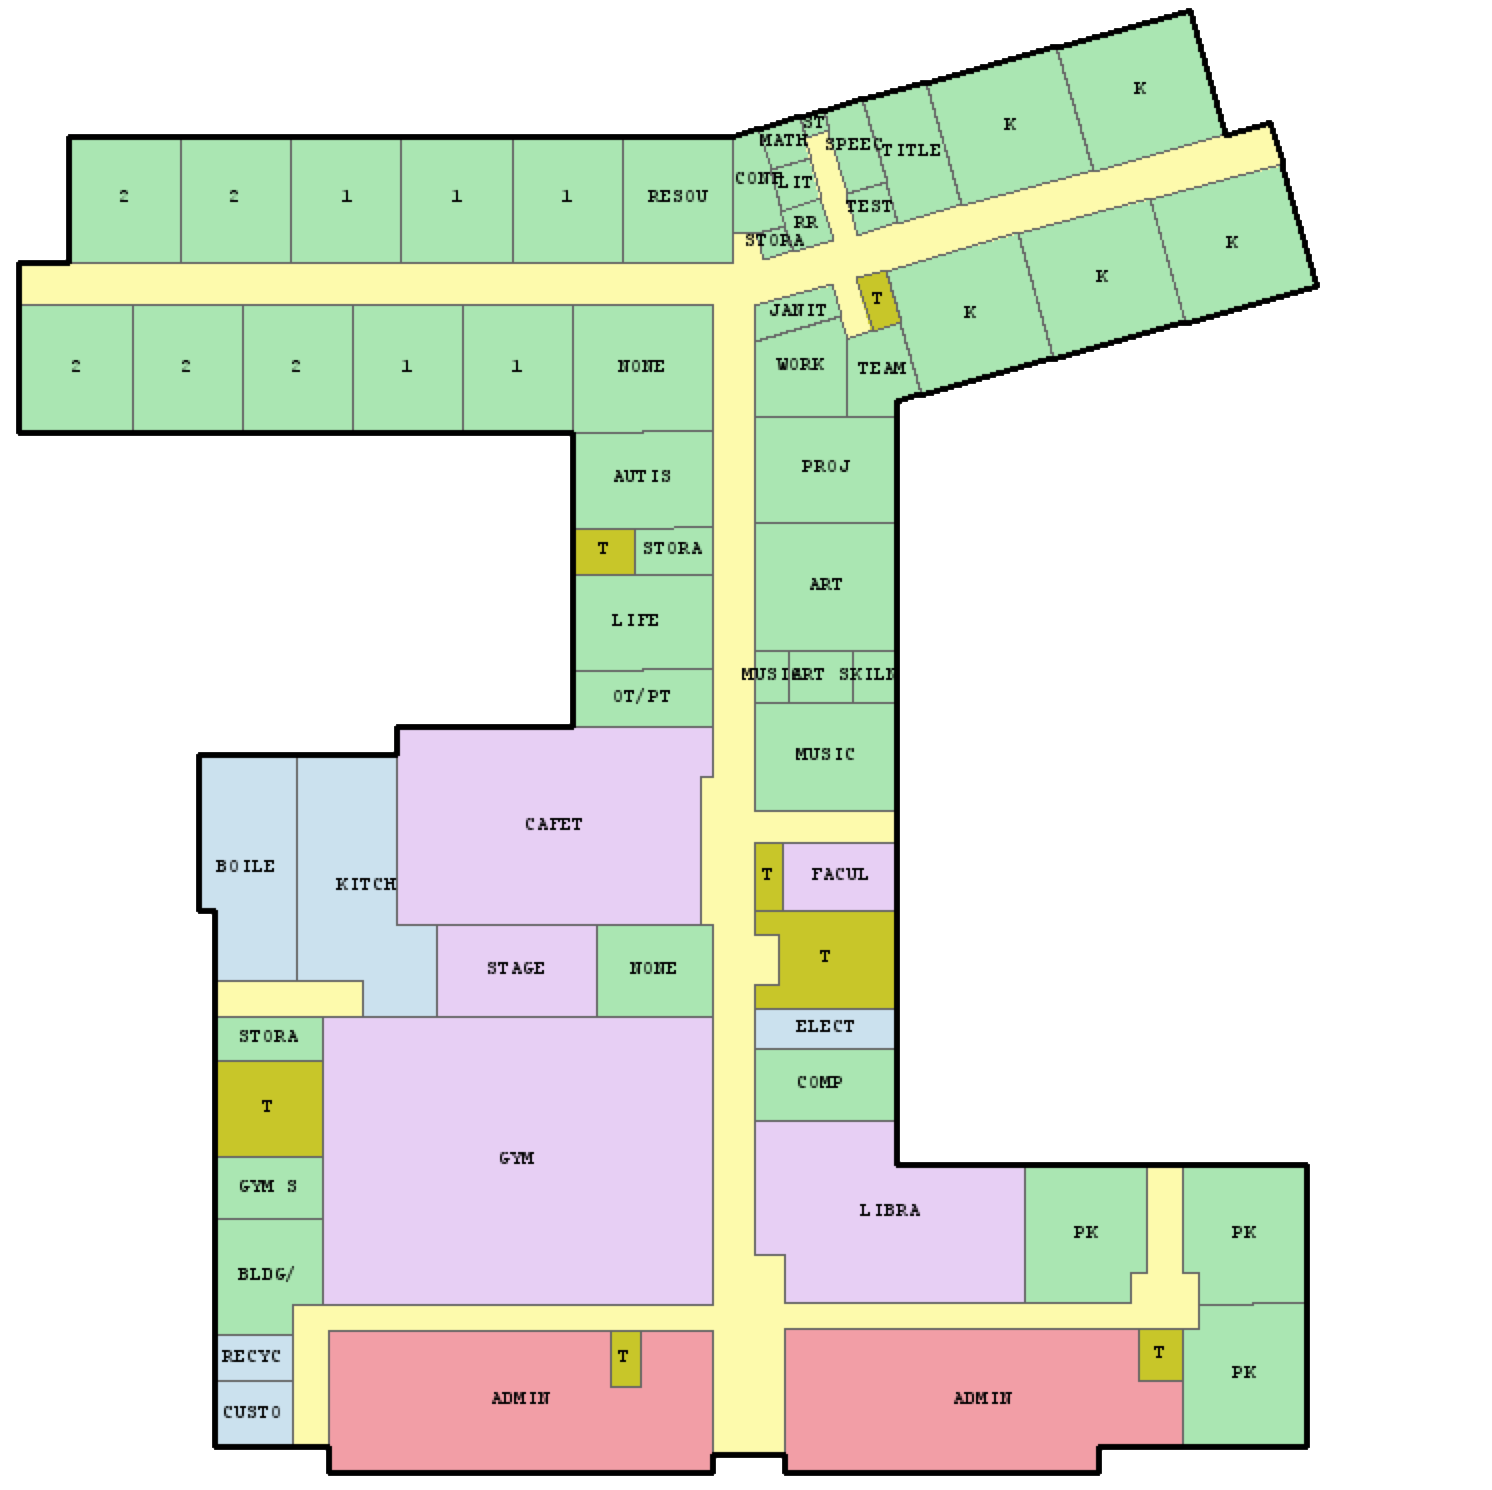 K
K
ST
MATH
SPEEC
TITLE
CONF
LIT
2
2
1
1
1
RESOU
TEST
RR
STORA
K
K
K
T
JANIT
2
2
2
1
1
NONE
WORK
TEAM
AUTIS
PROJ
T
STORA
ART
LIFE
MUSIC
ART S
KILN
OT/PT
MUSIC
CAFET
BOILE
KITCH
T
FACUL
T
STAGE
NONE
STORA
ELECT
COMP
T
GYM
GYM S
LIBRA
PK
PK
BLDG/
RECYC
T
T
PK
ADMIN
ADMIN
CUSTO